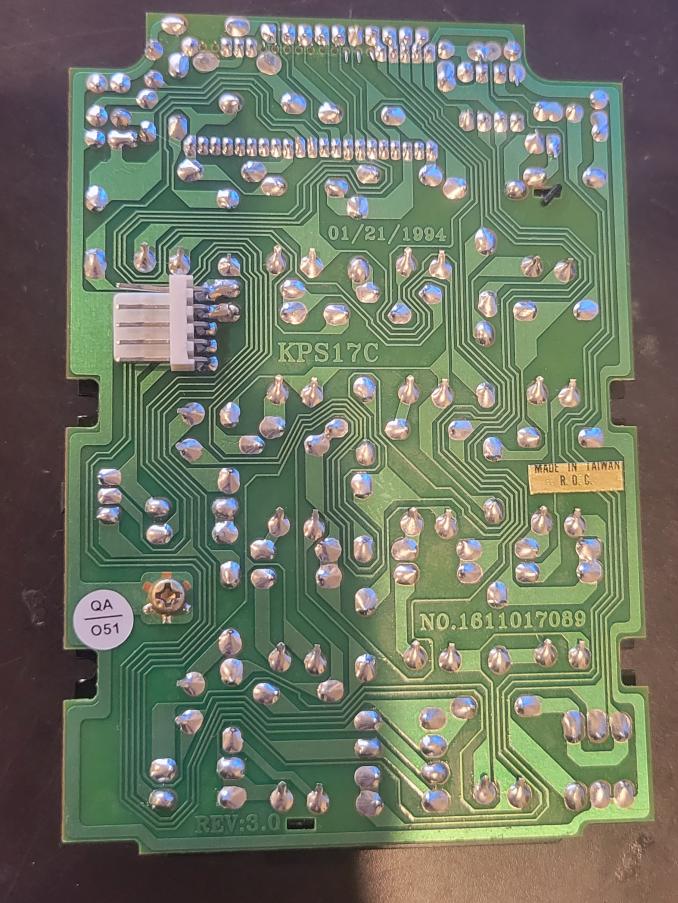 01/21/1994
KPS17C
MADE IN TAIWAN
R.O.C.
QA
051
NO.1611017089
REV:3.0